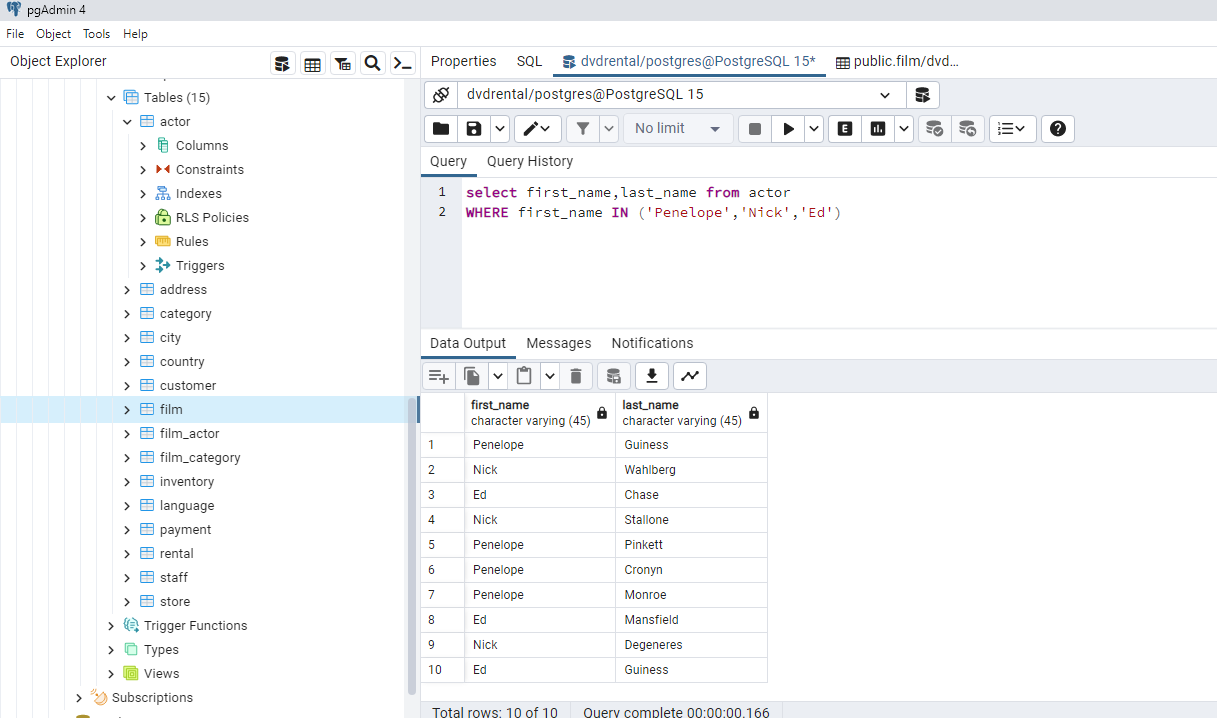 pgAdmin 4
File Object Tools Help
Object Explorer
Tables (15)
actor
Columns
Constraints
Indexes
RLS Policies
Rules
Triggers
address
category
city
country
customer
film
film_actor
film_category
inventory
language
payment
rental
staff
store
Trigger Functions
Types
Views
Subscriptions
Properties SQL dvdrental/postgres@PostgreSQL 15* public.film/dvd...
dvdrental/postgres@PostgreSQL 15
No limit E
Query Query History
1 select first_name,last_name from actor
2 WHERE first_name IN ('Penelope','Nick','Ed')
Data Output Messages Notifications
first_name last_name
character varying (45) character varying (45)
1 Penelope Guiness
2 Nick Wahlberg
3 Ed Chase
4 Nick Stallone
5 Penelope Pinkett
6 Penelope Cronyn
7 Penelope Monroe
8 Ed Mansfield
9 Nick Degeneres
10 Ed Guiness
Total rows: 10 of 10 Query complete 00:00:00.166